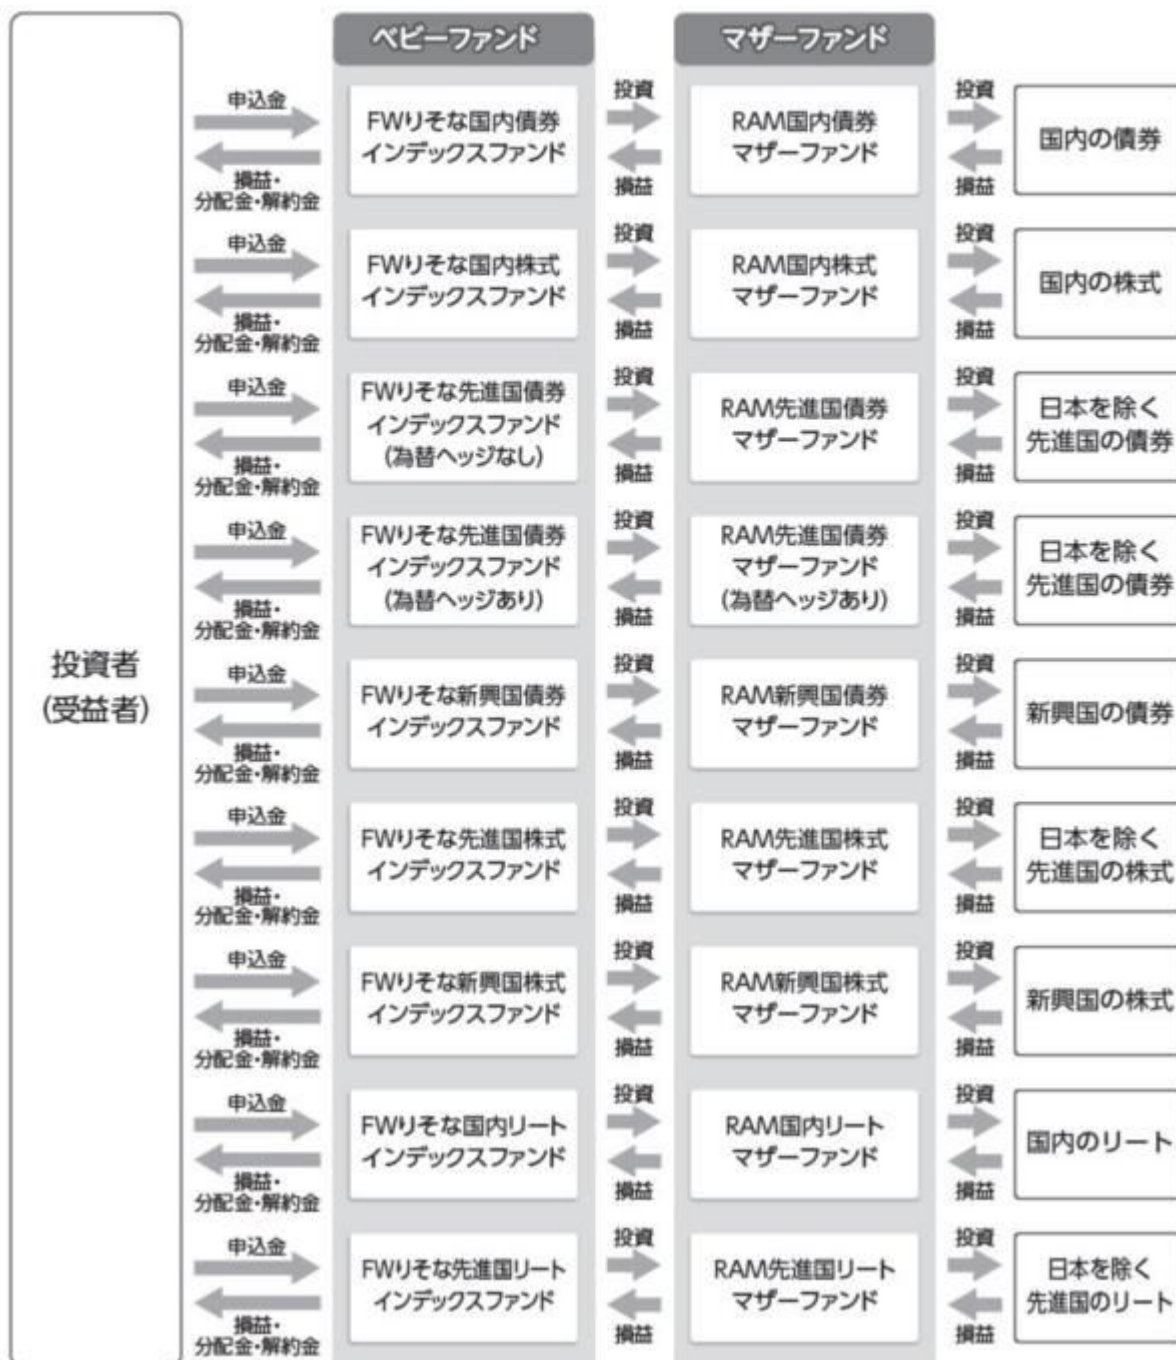 ベビーファンド
マザーファンド
投資者
(受益者)
申込金
損益・
分配金・解約金
FWりそな国内債券
インデックスファンド
投資
損益
RAM国内債券
マザーファンド
投資
損益
国内の債券
申込金
損益・
分配金・解約金
FWりそな国内株式
インデックスファンド
投資
損益
RAM国内株式
マザーファンド
投資
損益
国内の株式
申込金
損益・
分配金・解約金
FWりそな先進国債券
インデックスファンド
(為替ヘッジなし)
投資
損益
RAM先進国債券
マザーファンド
投資
損益
日本を除く
先進国の債券
申込金
損益・
分配金・解約金
FWりそな先進国債券
インデックスファンド
(為替ヘッジあり)
投資
損益
RAM先進国債券
マザーファンド
(為替ヘッジあり)
投資
損益
日本を除く
先進国の債券
申込金
損益・
分配金・解約金
FWりそな新興国債券
インデックスファンド
投資
損益
RAM新興国債券
マザーファンド
投資
損益
新興国の債券
申込金
損益・
分配金・解約金
FWりそな先進国株式
インデックスファンド
投資
損益
RAM先進国株式
マザーファンド
投資
損益
日本を除く
先進国の株式
申込金
損益・
分配金・解約金
FWりそな新興国株式
インデックスファンド
投資
損益
RAM新興国株式
マザーファンド
投資
損益
新興国の株式
申込金
損益・
分配金・解約金
FWりそな国内リート
インデックスファンド
投資
損益
RAM国内リート
マザーファンド
投資
損益
国内のリート
申込金
損益・
分配金・解約金
FWりそな先進国リート
インデックスファンド
投資
損益
RAM先進国リート
マザーファンド
投資
損益
日本を除く
先進国のリート